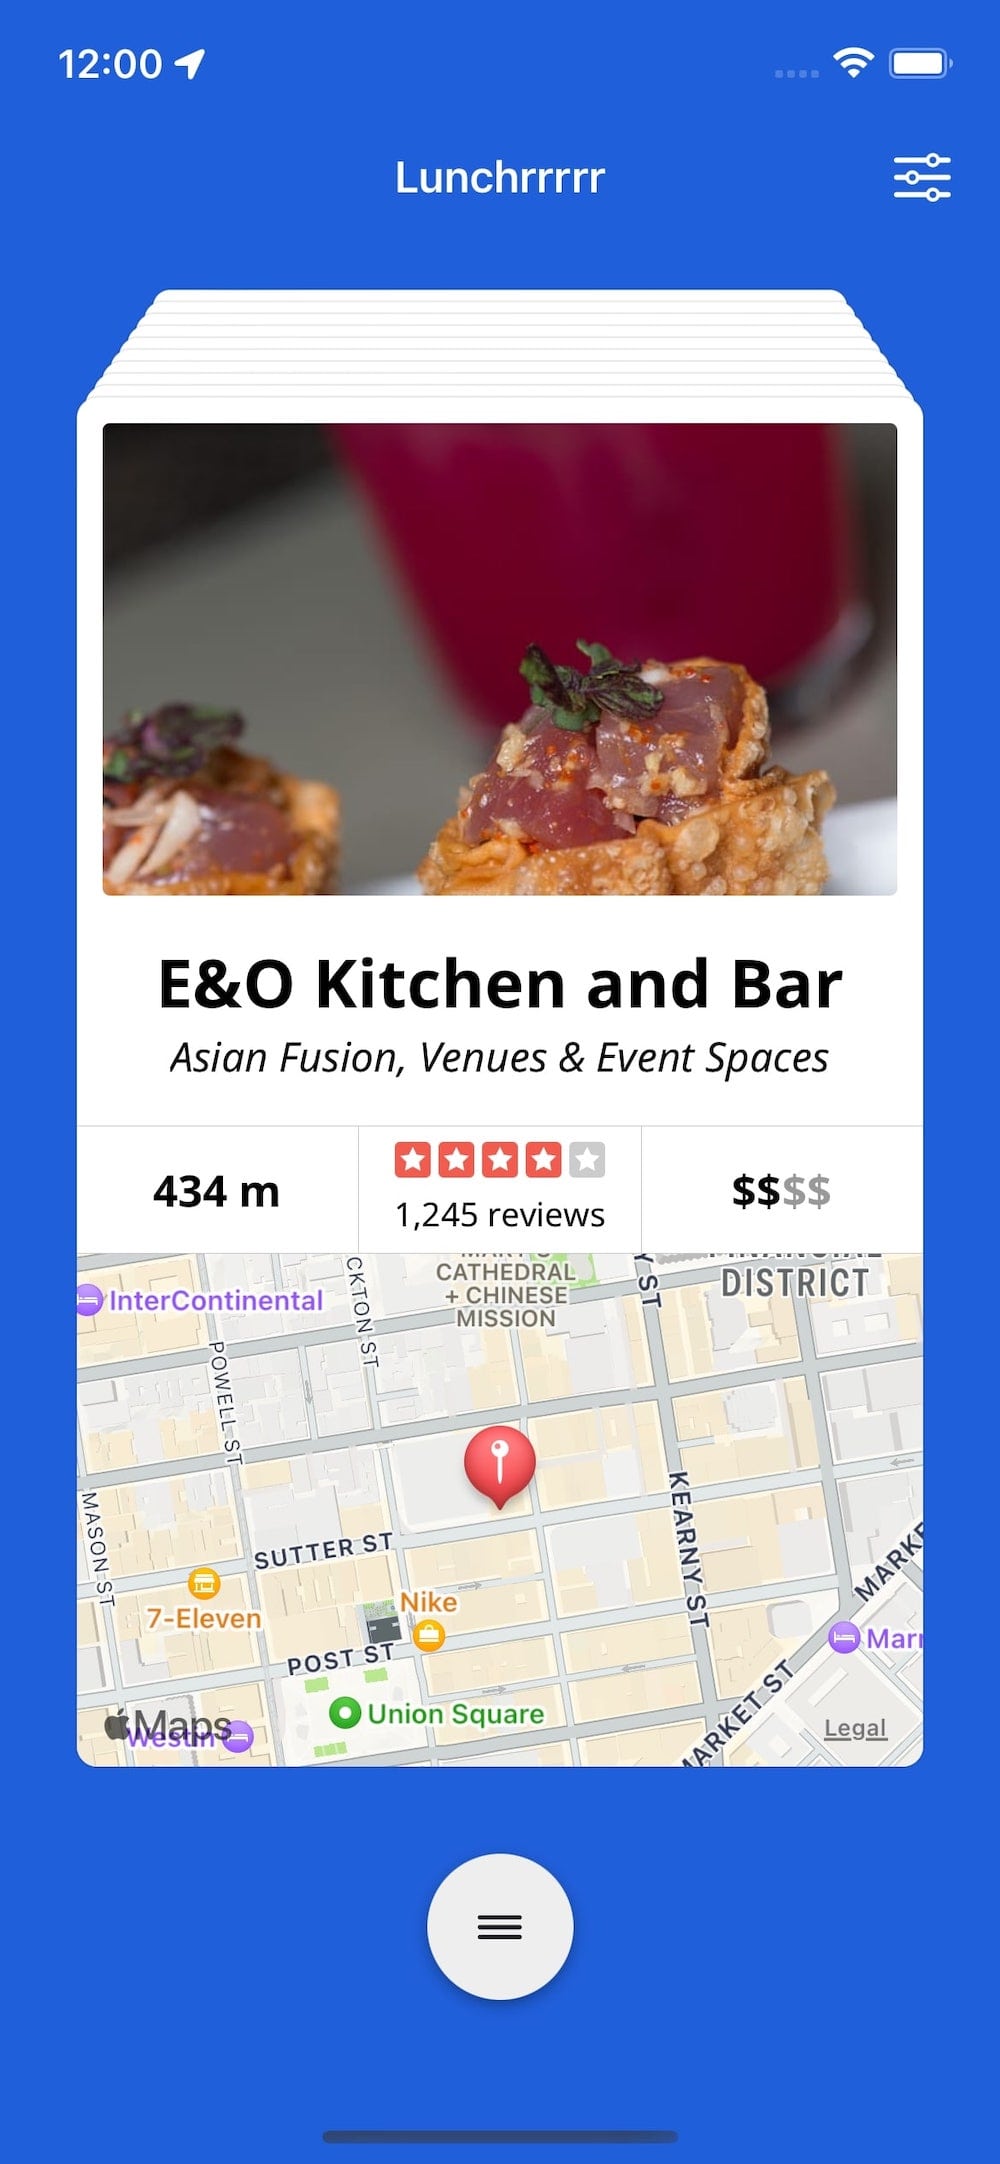 12:00
Lunchrrrrr
E&O Kitchen and Bar
Asian Fusion, Venues & Event Spaces
434 m
1,245 reviews
$$$$
CATHEDRAL
+ CHINESE
MISSION
DISTRICT
InterContinental
CKTON ST
Y ST
POWELL ST
MASON ST
KEARNY ST
SUTTER ST
7-Eleven
Nike
POST ST
MARKET ST
Union Square
Maps
Westin
Legal